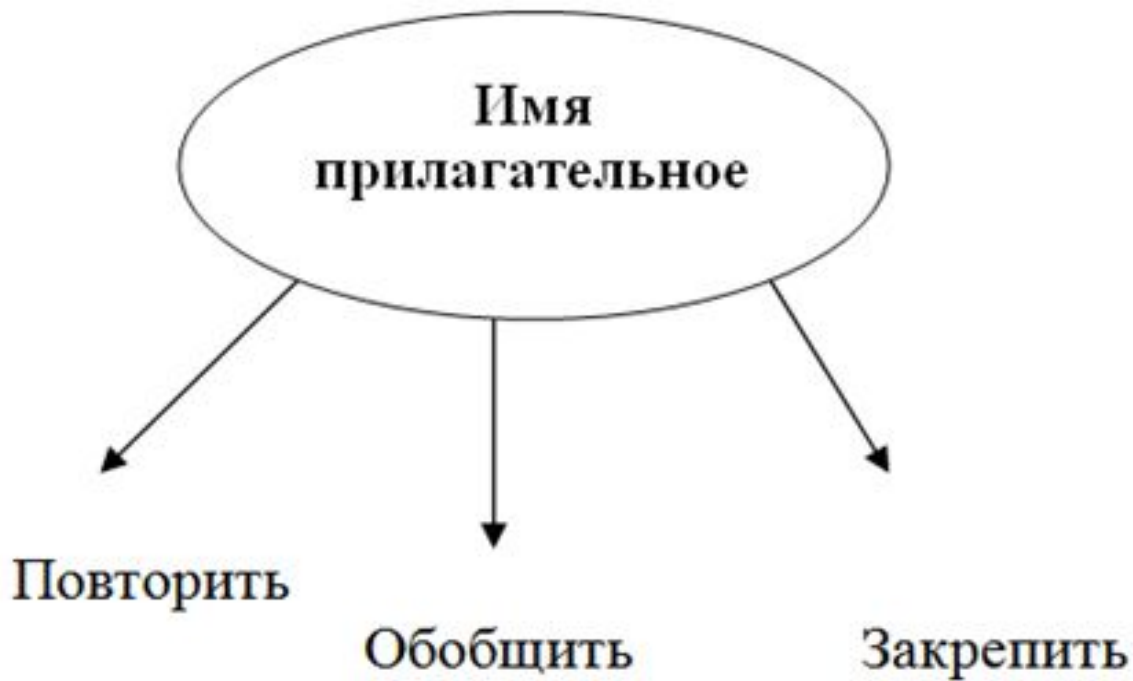 Имя
прилагательное
Повторить
Обобщить
Закрепить